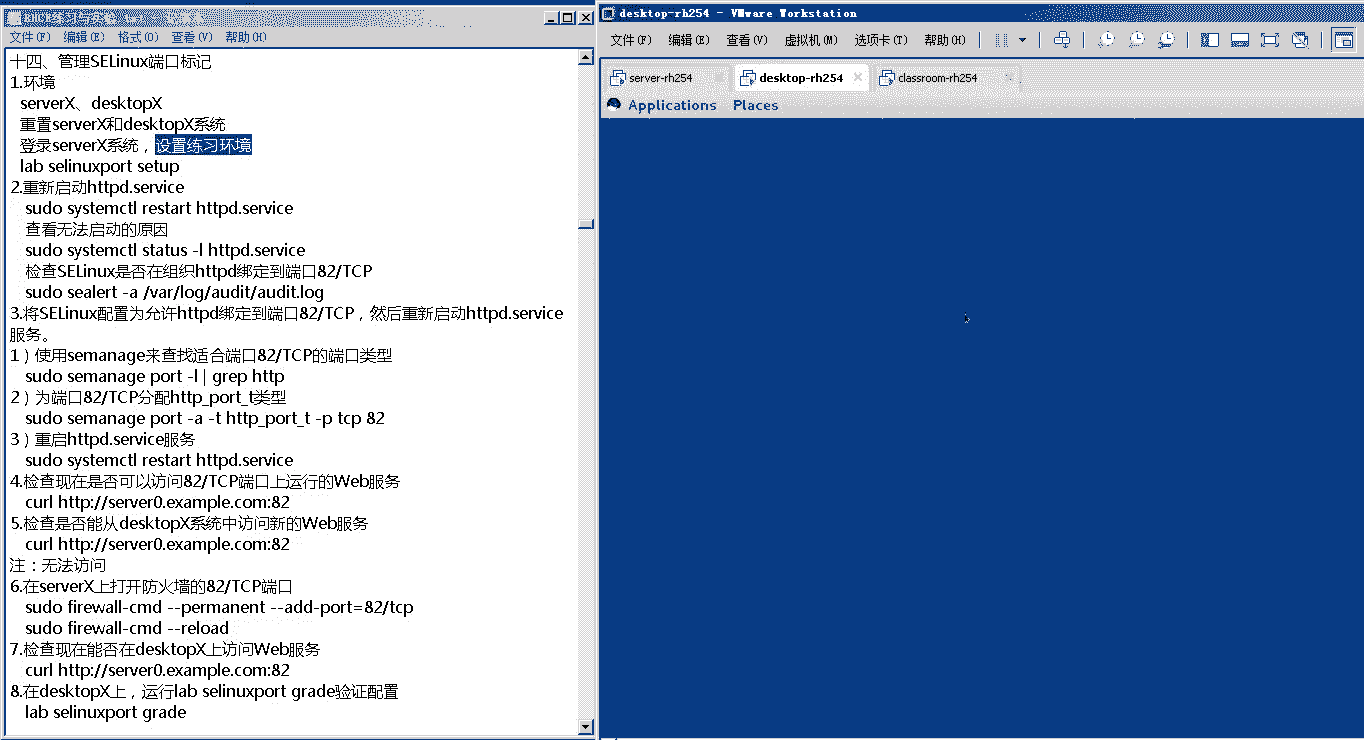 文件(F) 编辑(E) 格式(O) 查看(V) 帮助(H)
十四、管理SELinux端口标记
1.环境
serverX、desktopX
重置serverX和desktopX系统
登录serverX系统，设置练习环境
lab selinuxport setup
2.重新启动httpd.service
sudo systemctl restart httpd.service
查看无法启动的原因
sudo systemctl status -l httpd.service
检查SELinux是否在组织httpd绑定到端口82/TCP
sudo sealert -a /var/log/audit/audit.log
3.将SELinux配置为允许httpd绑定到端口82/TCP，然后重新启动httpd.service
服务。
1）使用semanage来查找适合端口82/TCP的端口类型
sudo semanage port -l | grep http
2）为端口82/TCP分配http_port_t类型
sudo semanage port -a -t http_port_t -p tcp 82
3）重启httpd.service服务
sudo systemctl restart httpd.service
4.检查现在是否可以访问82/TCP端口上运行的Web服务
curl http://server0.example.com:82
5.检查是否能从desktopX系统中访问新的Web服务
curl http://server0.example.com:82
注：无法访问
6.在serverX上打开防火墙的82/TCP端口
sudo firewall-cmd --permanent --add-port=82/tcp
sudo firewall-cmd --reload
7.检查现在能否在desktopX上访问Web服务
curl http://server0.example.com:82
8.在desktopX上，运行lab selinuxport grade验证配置
lab selinuxport grade
desktop-rh254 - VMware Workstation
文件(F) 编辑(E) 查看(V) 虚拟机(M) 选项卡(T) 帮助(H)
server-rh254 desktop-rh254 classroom-rh254
Applications Places